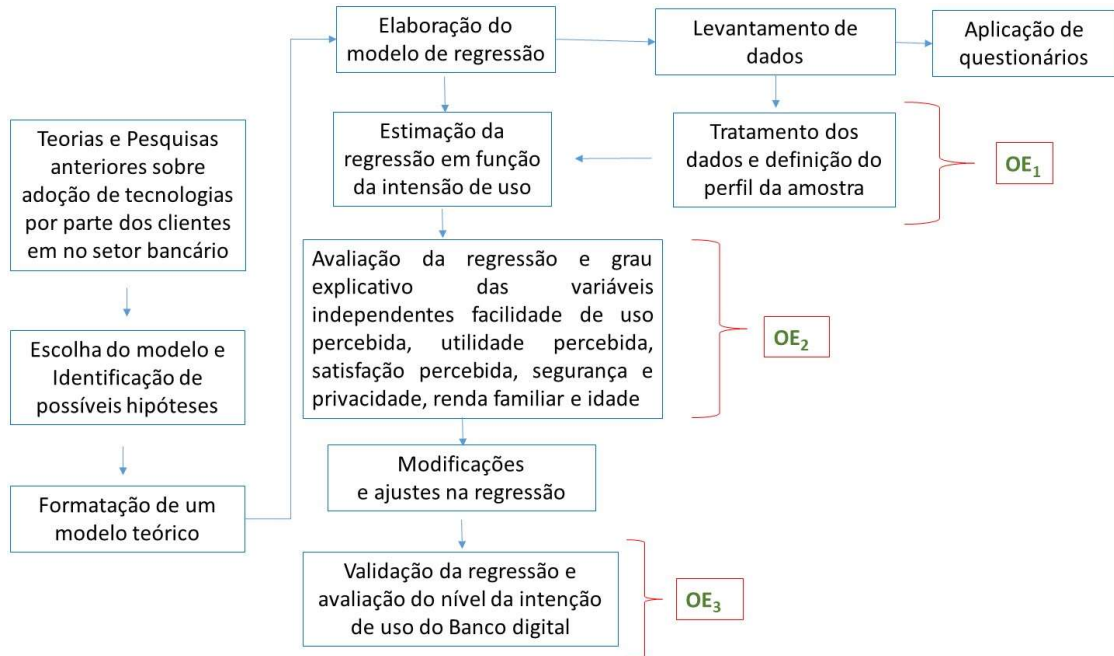 Teorias e Pesquisas
anteriores sobre
adoção de tecnologias
por parte dos clientes
em no setor bancário
Escolha do modelo e
Identificação de
possíveis hipóteses
Formatação de um
modelo teórico
Elaboração do
modelo de regressão
Levantamento de
dados
Aplicação de
questionários
Tratamento dos
dados e definição do
perfil da amostra
OE₁
Estimação da
regressão em função
da intensão de uso
Avaliação da regressão e grau
explicativo das variáveis
independentes facilidade de uso
percebida, utilidade percebida,
satisfação percebida, segurança e
privacidade, renda familiar e idade
OE₂
Modificações
e ajustes na regressão
Validação da regressão e
avaliação do nível da intenção
de uso do Banco digital
OE₃